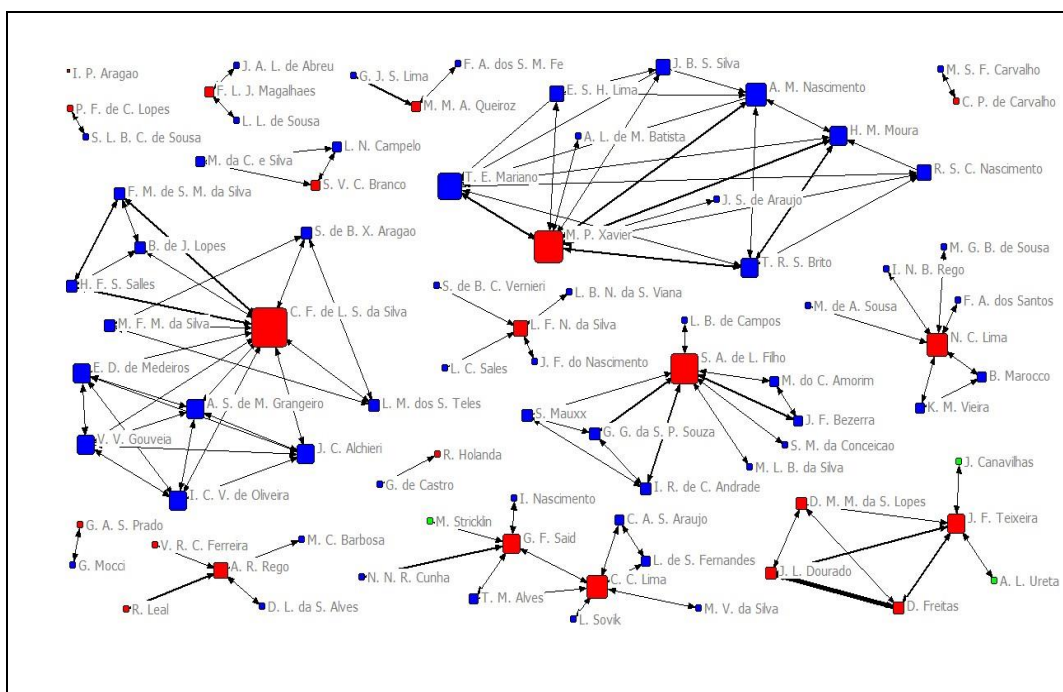 I. P. Aragao
J. A. L. de Abreu
F. L. J. Magalhaes
L. L. de Sousa
P. F. de C. Lopes
S. L. B. C. de Sousa
G. J. S. Lima
F. A. dos S. M. Fe
M. M. A. Queiroz
M. da C. e Silva
L. N. Campelo
S. V. C. Branco
J. B. S. Silva
E. S. H. Lima
A. M. Nascimento
A. L. de M. Batista
H. M. Moura
T. E. Mariano
R. S. C. Nascimento
J. S. de Araujo
M. P. Xavier
T. R. S. Brito
M. S. F. Carvalho
C. P. de Carvalho
F. M. de S. M. da Silva
B. de J. Lopes
S. de B. X. Aragao
H. F. S. Salles
C. F. de L. S. da Silva
M. F. M. da Silva
E. D. de Medeiros
A. S. de M. Grangeiro
L. M. dos S. Teles
V. V. Gouveia
J. C. Alchieri
I. C. V. de Oliveira
S. de B. C. Vernieri
L. B. N. da S. Viana
L. F. N. da Silva
L. C. Sales
J. F. do Nascimento
L. B. de Campos
S. A. de L. Filho
M. do C. Amorim
S. Mauxx
J. F. Bezerra
G. G. da S. P. Souza
S. M. da Conceicao
M. L. B. da Silva
I. R. de C. Andrade
M. G. B. de Sousa
I. N. B. Rego
M. de A. Sousa
F. A. dos Santos
N. C. Lima
B. Marocco
K. M. Vieira
R. Holanda
G. de Castro
G. A. S. Prado
G. Mocci
V. R. C. Ferreira
M. C. Barbosa
A. R. Rego
R. Leal
D. L. da S. Alves
I. Nascimento
M. Stricklin
G. F. Said
C. A. S. Araujo
L. de S. Fernandes
N. N. R. Cunha
C. C. Lima
T. M. Alves
M. V. da Silva
L. Sovik
J. Canavilhas
D. M. M. da S. Lopes
J. F. Teixeira
J. L. Dourado
A. L. Ureta
D. Freitas